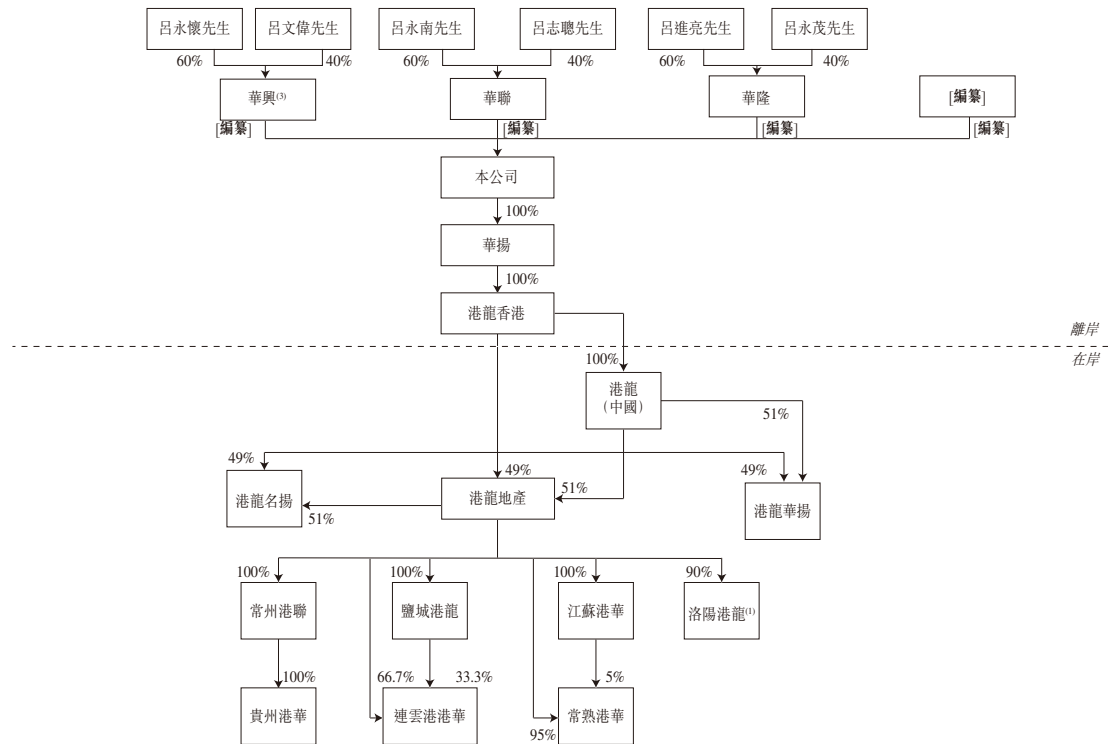 呂永懷先生 呂文偉先生 呂永南先生 呂志聰先生 呂進亮先生 呂永茂先生
60% 40% 60% 40% 60% 40%
華興(3) 華聯 華隆 [編纂]
[編纂] [編纂] [編纂] [編纂]
本公司
100%
華揚
100%
港龍香港
離岸
在岸
100%
港龍
(中國)
51%
49% 49% 51% 49%
港龍名揚 港龍地產 港龍華揚
51%
100% 100% 100% 90%
常州港聯 鹽城港龍 江蘇港華 洛陽港龍(1)
100% 66.7% 33.3% 5%
貴州港華 連雲港港華 常熟港華
95%